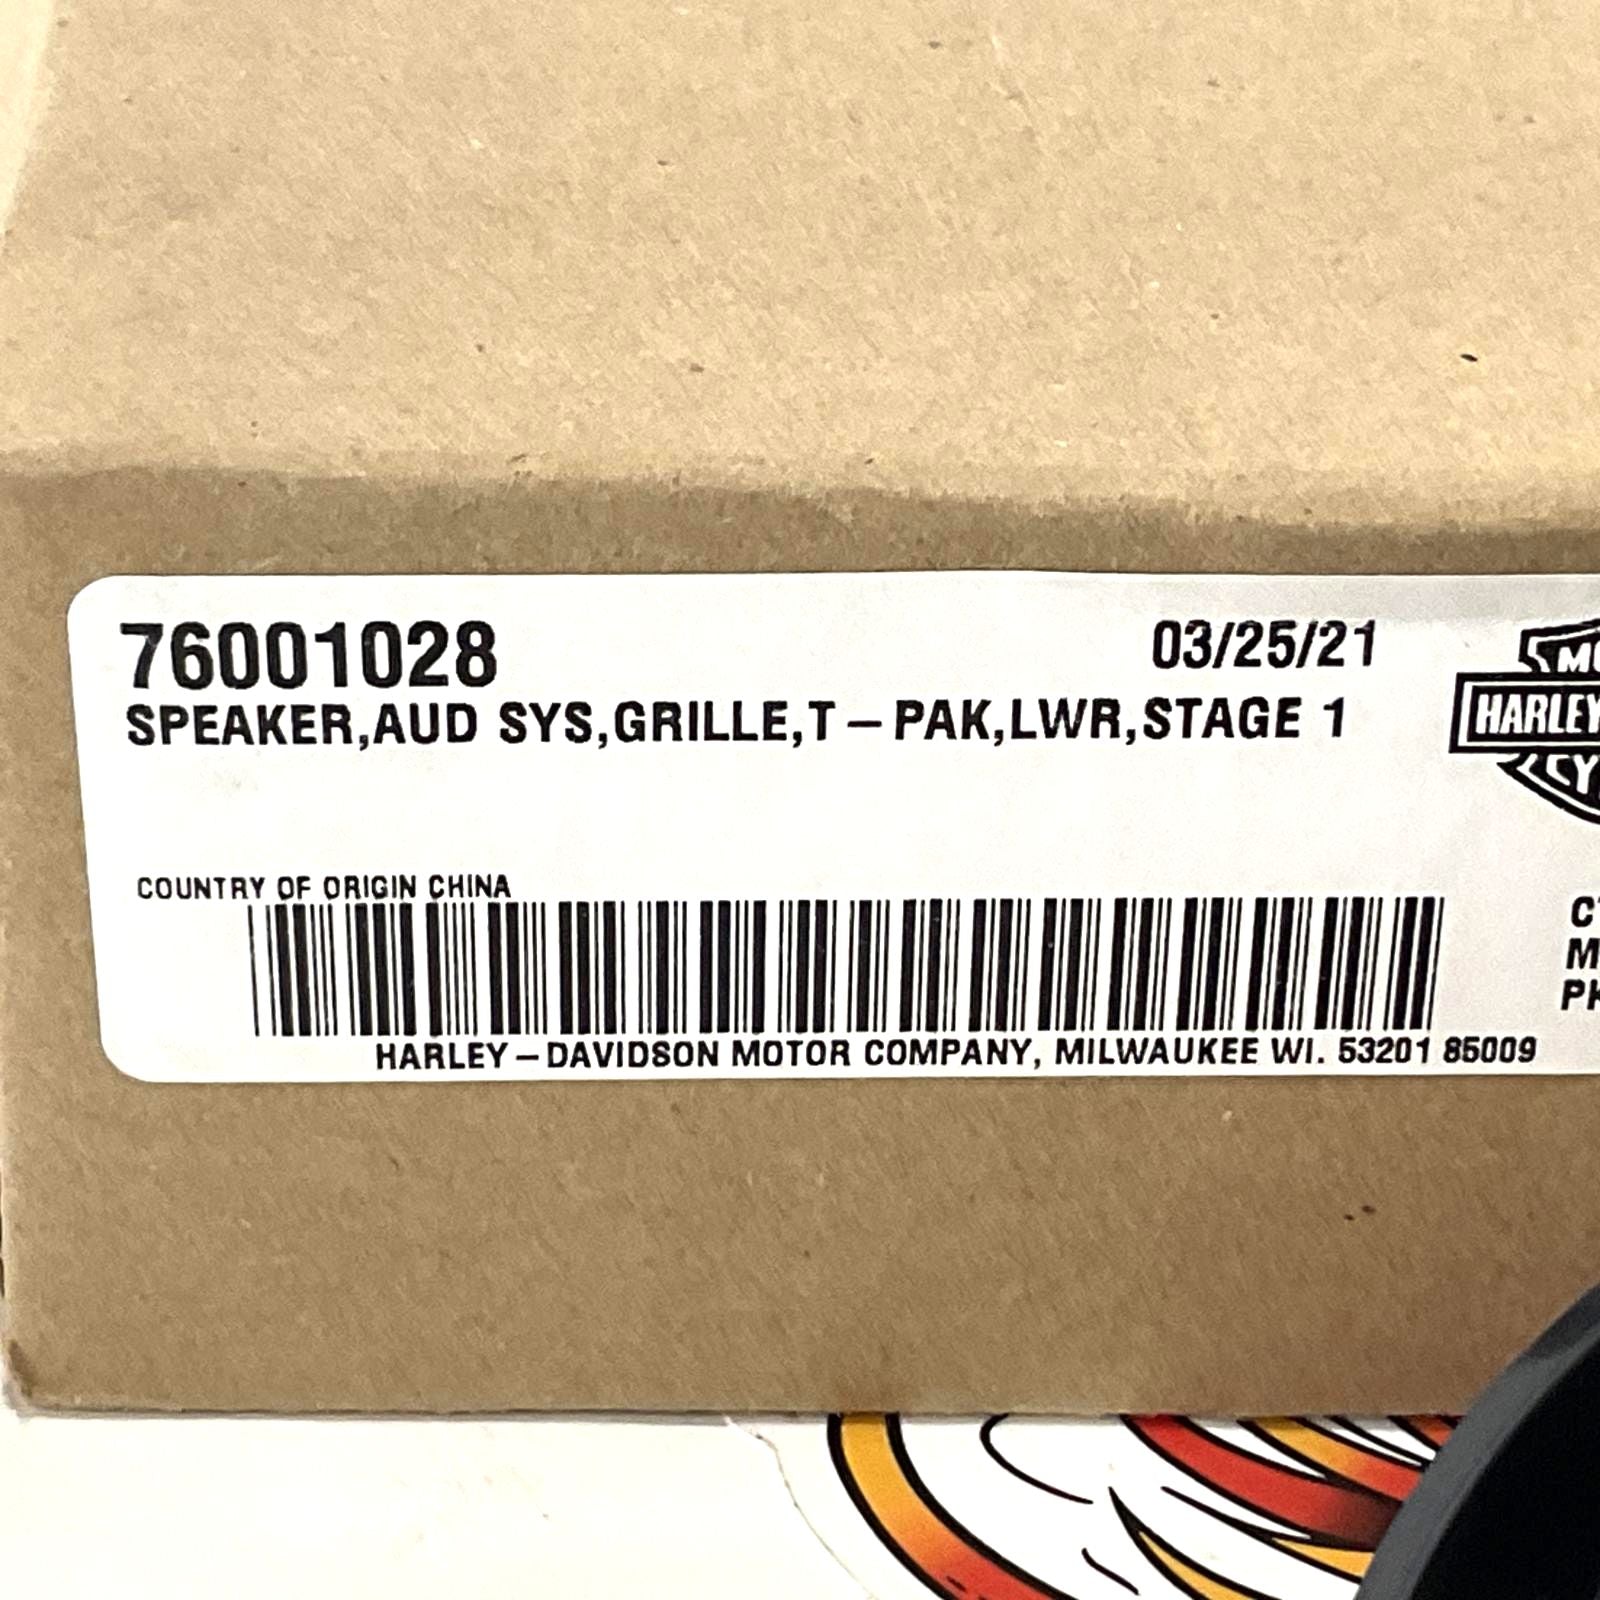 76001028
03/25/21
SPEAKER,AUD SYS,GRILLE,T-PAK,LWR,STAGE 1
HARLEY
COUNTRY OF ORIGIN CHINA
HARLEY-DAVIDSON MOTOR COMPANY, MILWAUKEE WI. 53201 85009